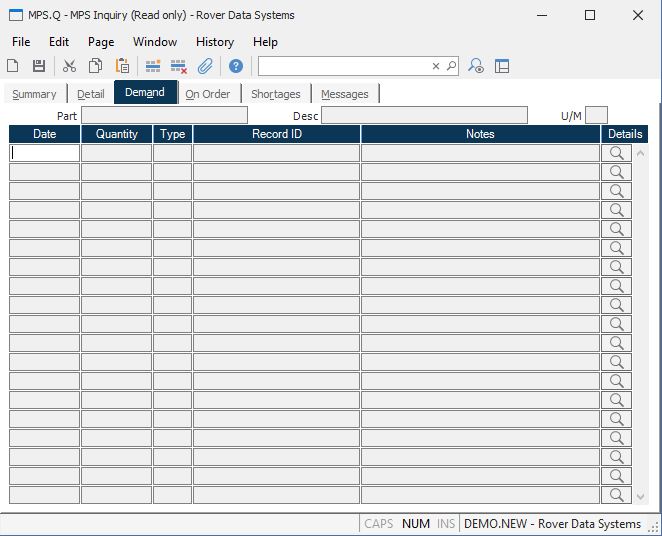 MPS.Q - MPS Inquiry (Read only) - Rover Data Systems
File Edit Page Window History Help
Summary Detail Demand On Order Shortages Messages
Part Desc U/M
Date Quantity Type Record ID Notes Details
CAPS NUM INS DEMO.NEW - Rover Data Systems